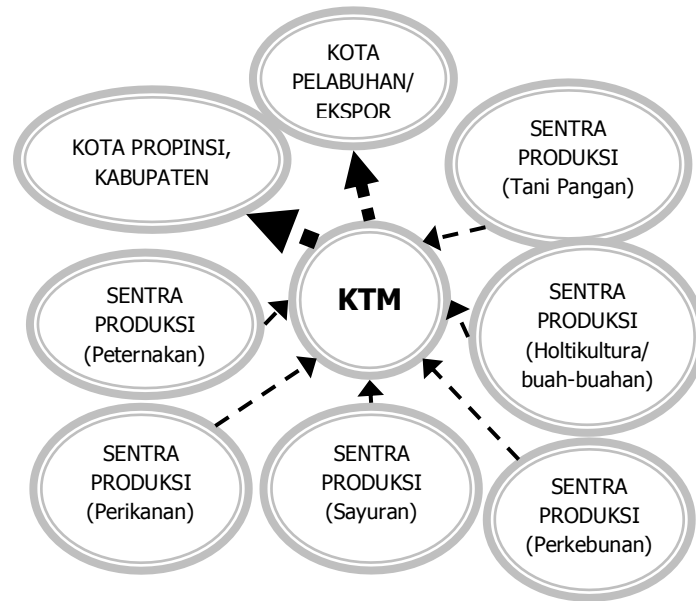 KOTA
PELABUHAN/
EKSPOR
KOTA PROPINSI,
KABUPATEN
SENTRA
PRODUKSI
(Tani Pangan)
KTM
SENTRA
PRODUKSI
(Peternakan)
SENTRA
PRODUKSI
(Holtikultura/
buah-buahan)
SENTRA
PRODUKSI
(Perikanan)
SENTRA
PRODUKSI
(Sayuran)
SENTRA
PRODUKSI
(Perkebunan)